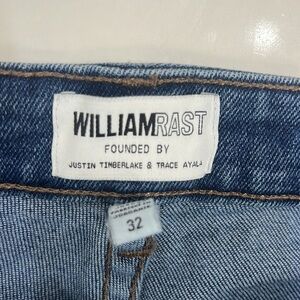 WILLIAMRAST
FOUNDED BY
JUSTIN TIMBERLAKE & TRACE AYALA
32